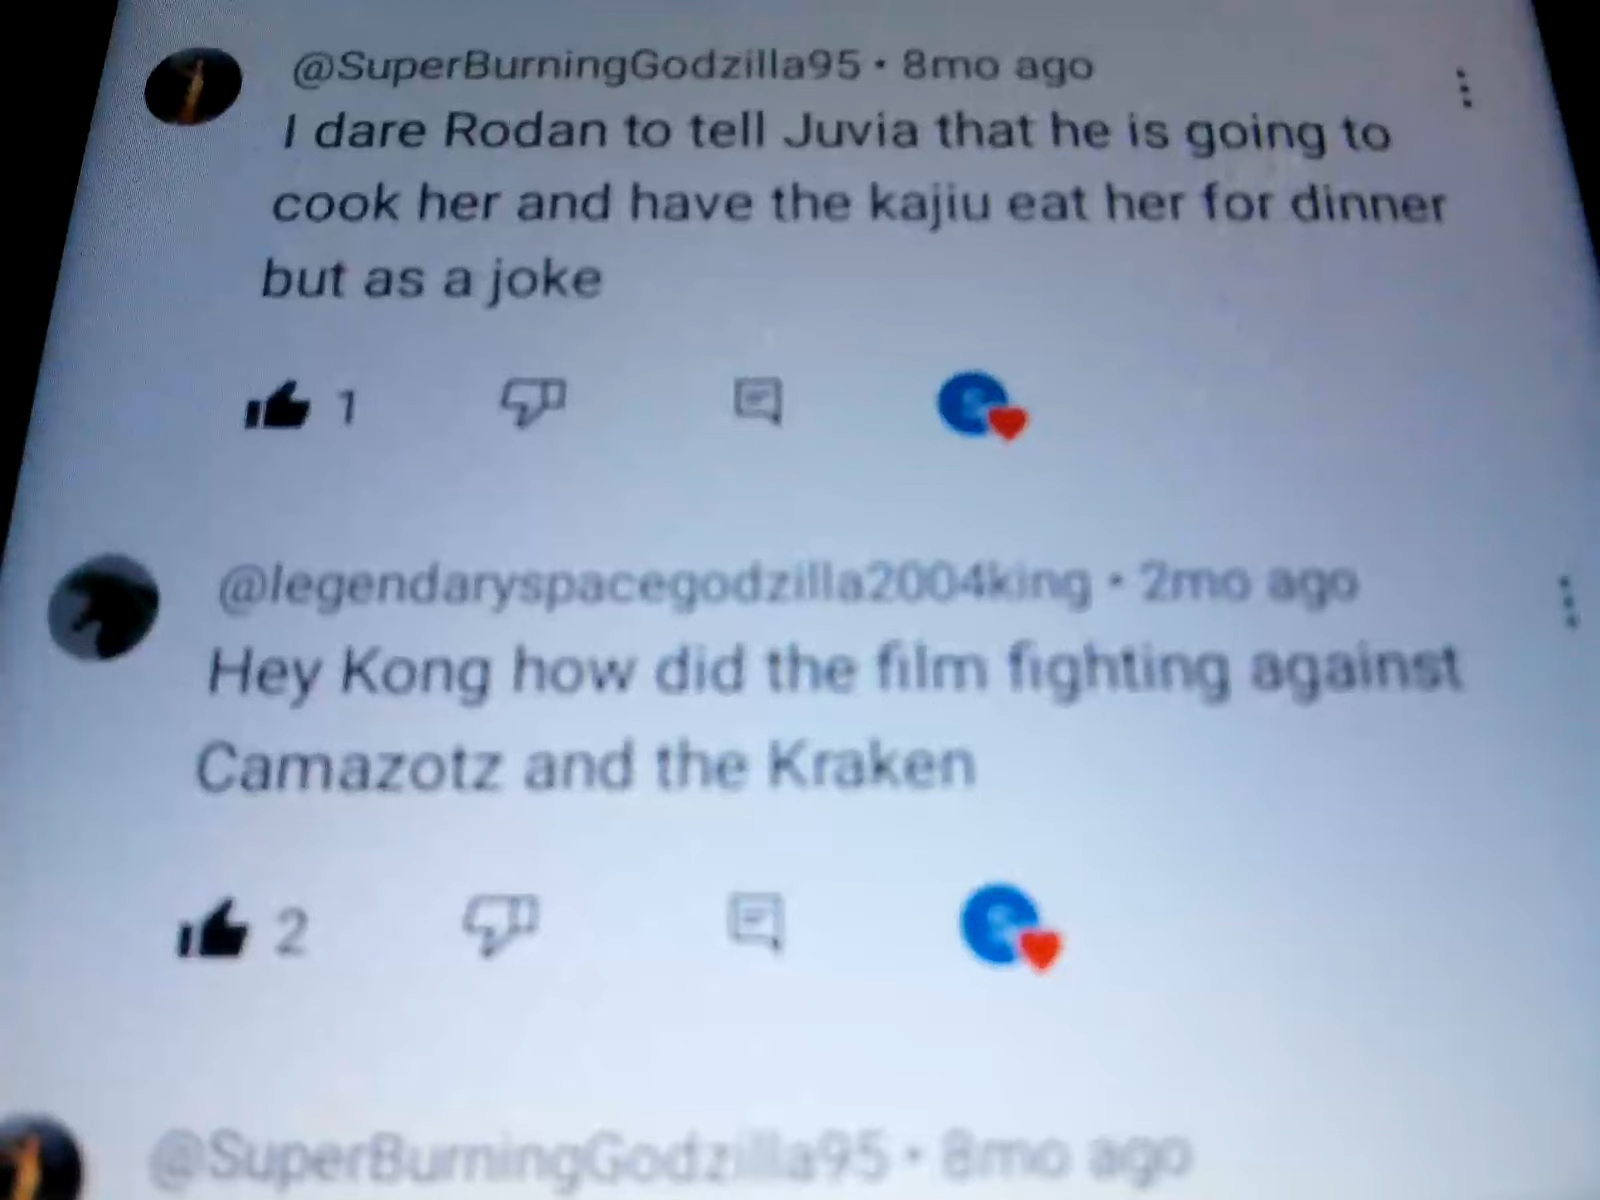 @SuperBurningGodzilla95 • 8mo ago
I dare Rodan to tell Juvia that he is going to
cook her and have the kajiu eat her for dinner
but as a joke
1
@legendaryspacegodzilla2004king • 2mo ago
Hey Kong how did the film fighting against
Camazotz and the Kraken
2
@SuperBurningGodzilla95 • 8mo ago